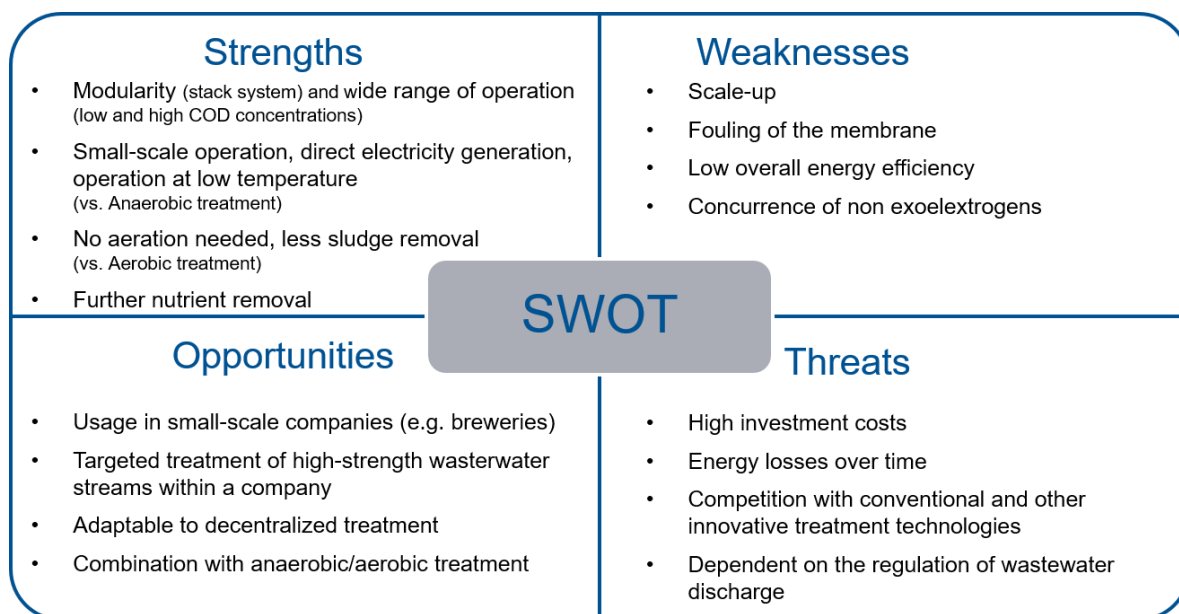 Strengths
• Modularity (stack system) and wide range of operation
(low and high COD concentrations)
• Small-scale operation, direct electricity generation,
operation at low temperature
(vs. Anaerobic treatment)
• No aeration needed, less sludge removal
(vs. Aerobic treatment)
• Further nutrient removal
Weaknesses
• Scale-up
• Fouling of the membrane
• Low overall energy efficiency
• Concurrence of non exoelextrogens
SWOT
Opportunities
• Usage in small-scale companies (e.g. breweries)
• Targeted treatment of high-strength wasterwater
streams within a company
• Adaptable to decentralized treatment
• Combination with anaerobic/aerobic treatment
Threats
• High investment costs
• Energy losses over time
• Competition with conventional and other
innovative treatment technologies
• Dependent on the regulation of wastewater
discharge